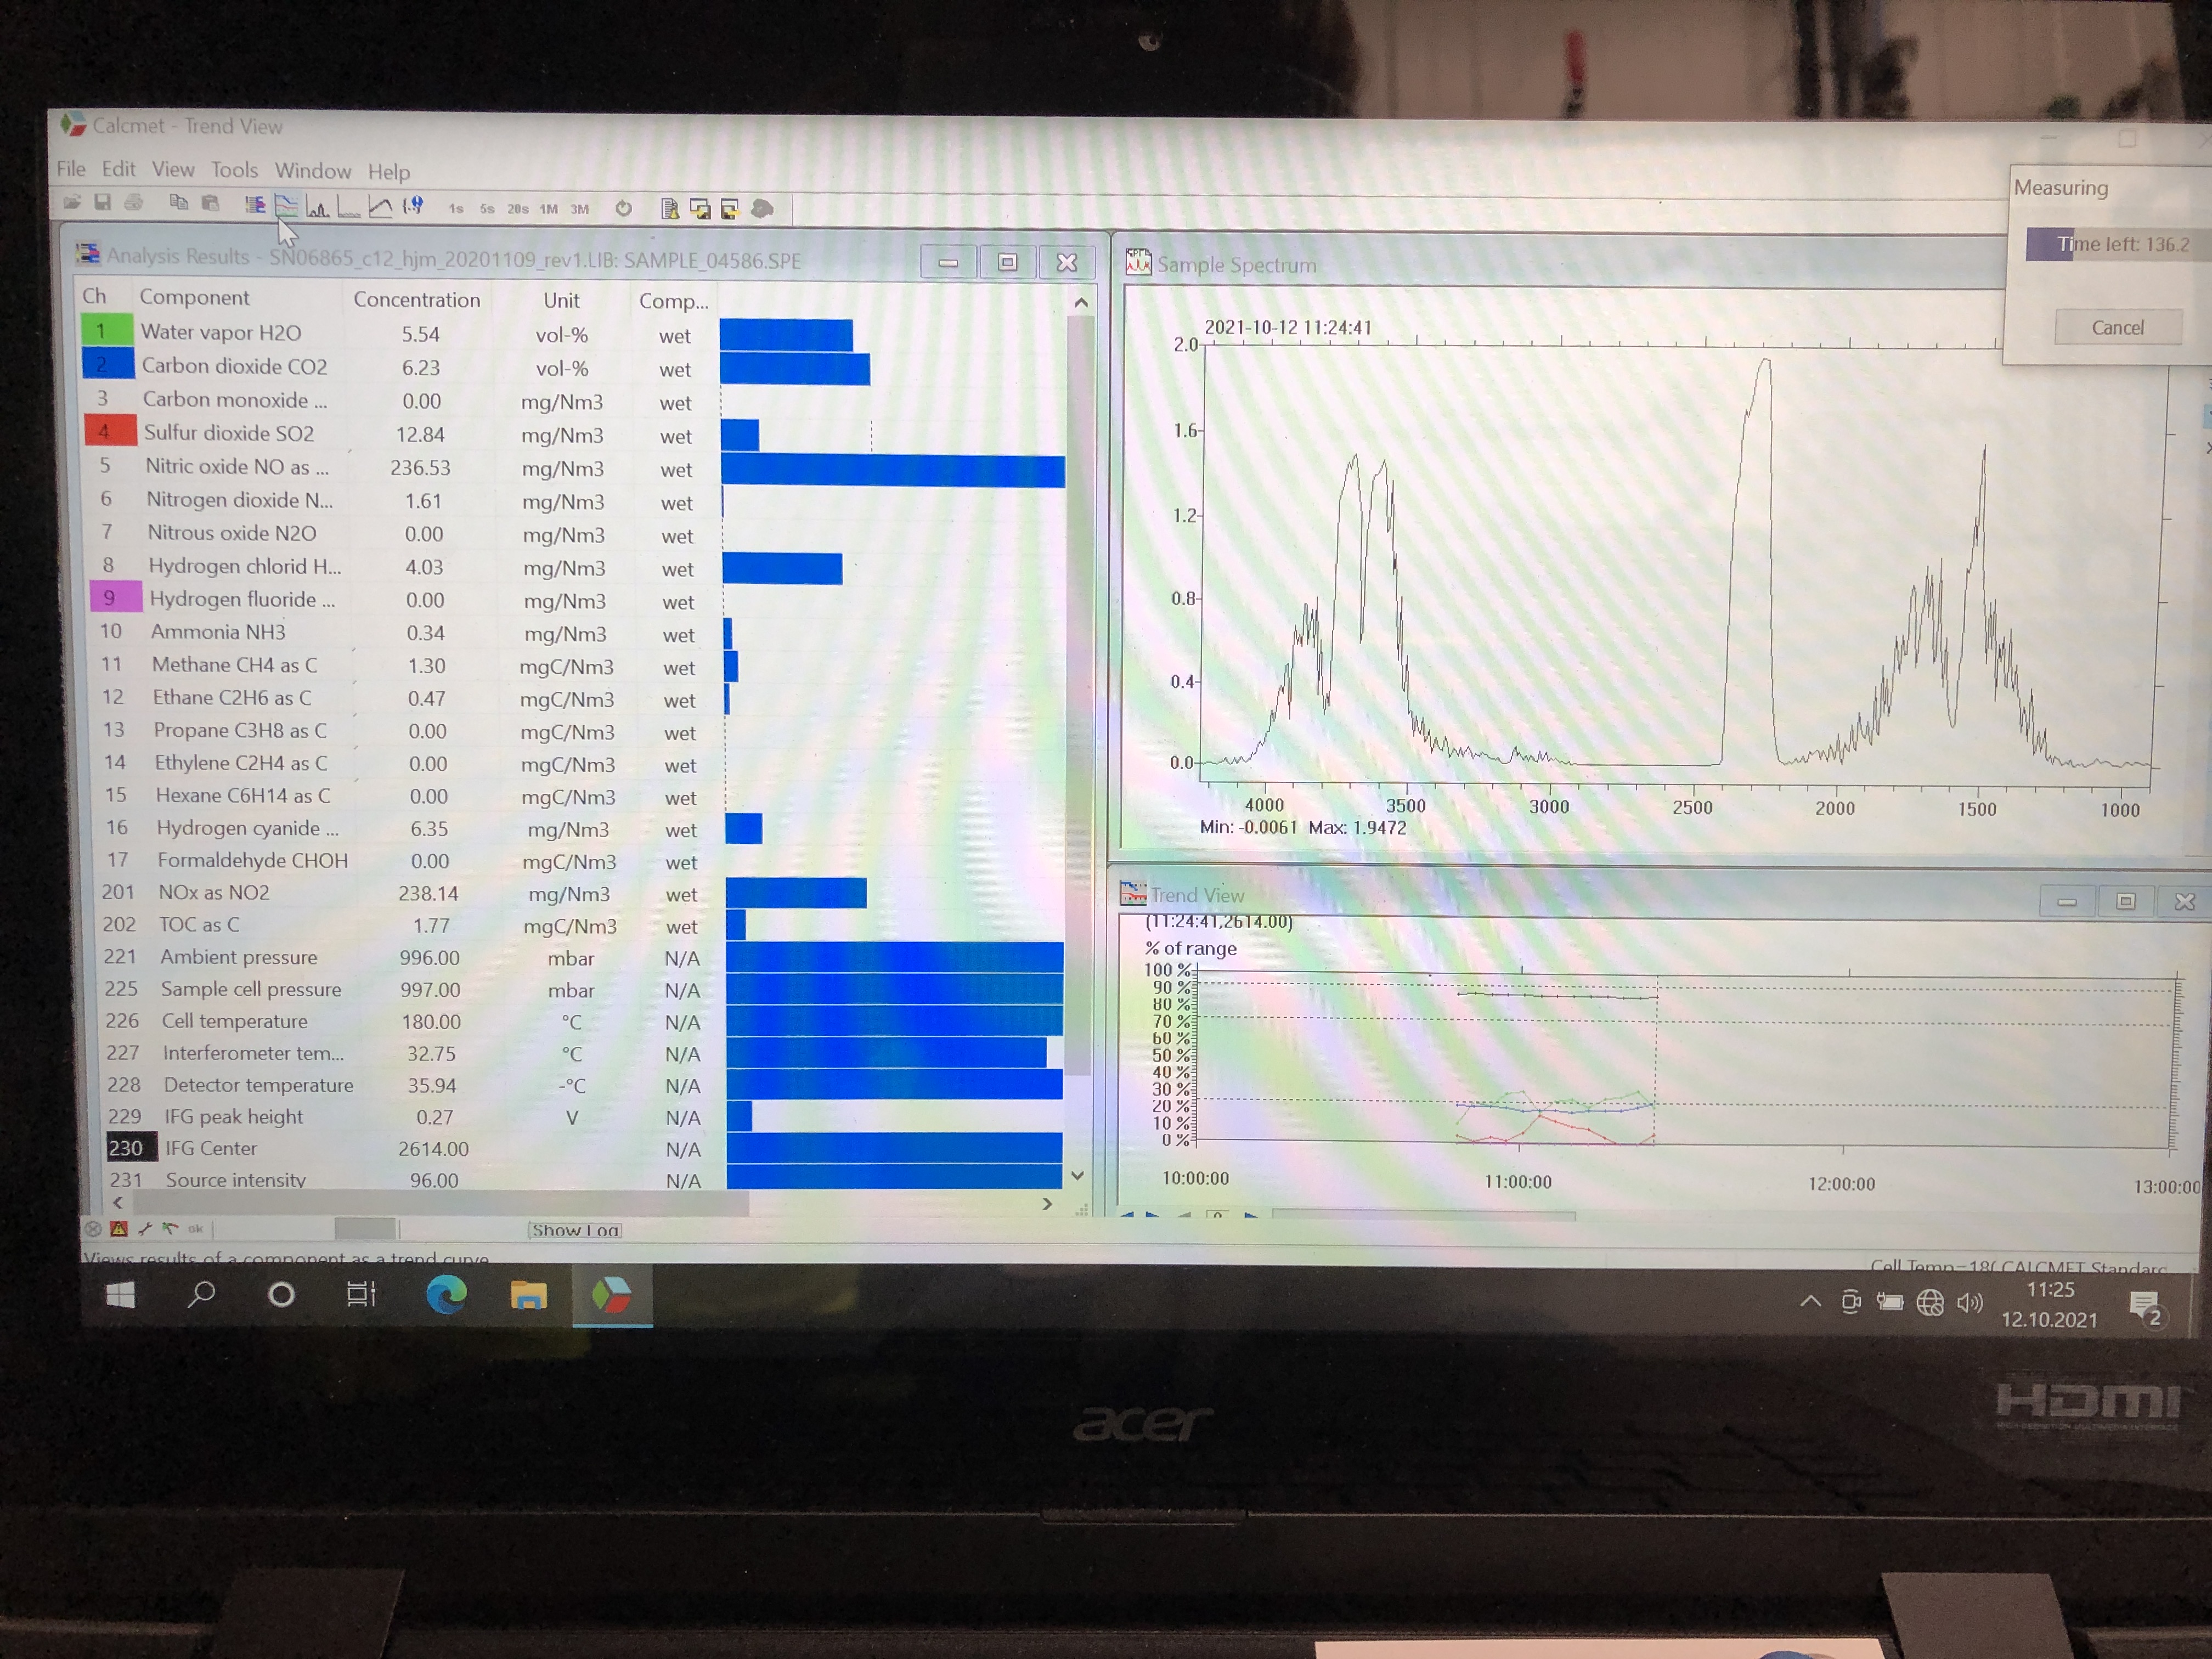 Calcmet - Trend View
File Edit View Tools Window Help
1s 5s 20s 1M 3M
Analysis Results - SN06865_c12_hjm_20201109_rev1.LIB: SAMPLE_04586.SPE
Ch Component Concentration Unit Comp...
1 Water vapor H2O 5.54 vol-% wet
2 Carbon dioxide CO2 6.23 vol-% wet
3 Carbon monoxide ... 0.00 mg/Nm3 wet
4 Sulfur dioxide SO2 12.84 mg/Nm3 wet
5 Nitric oxide NO as ... 236.53 mg/Nm3 wet
6 Nitrogen dioxide N... 1.61 mg/Nm3 wet
7 Nitrous oxide N2O 0.00 mg/Nm3 wet
8 Hydrogen chlorid H... 4.03 mg/Nm3 wet
9 Hydrogen fluoride ... 0.00 mg/Nm3 wet
10 Ammonia NH3 0.34 mg/Nm3 wet
11 Methane CH4 as C 1.30 mgC/Nm3 wet
12 Ethane C2H6 as C 0.47 mgC/Nm3 wet
13 Propane C3H8 as C 0.00 mgC/Nm3 wet
14 Ethylene C2H4 as C 0.00 mgC/Nm3 wet
15 Hexane C6H14 as C 0.00 mgC/Nm3 wet
16 Hydrogen cyanide ... 6.35 mg/Nm3 wet
17 Formaldehyde CHOH 0.00 mgC/Nm3 wet
201 NOx as NO2 238.14 mg/Nm3 wet
202 TOC as C 1.77 mgC/Nm3 wet
221 Ambient pressure 996.00 mbar N/A
225 Sample cell pressure 997.00 mbar N/A
226 Cell temperature 180.00 °C N/A
227 Interferometer tem... 32.75 °C N/A
228 Detector temperature 35.94 -°C N/A
229 IFG peak height 0.27 V N/A
230 IFG Center 2614.00 N/A
231 Source intensity 96.00 N/A
ok
Show Log
Views results of a component as a trend curve
Sample Spectrum
2021-10-12 11:24:41
2.0
1.6
1.2
0.8
0.4
0.0
4000 3500 3000 2500 2000 1500 1000
Min: -0.0061 Max: 1.9472
Measuring
Time left: 136.2
Cancel
Trend View
(11:24:41,2614.00)
% of range
100 %
90 %
80 %
70 %
60 %
50 %
40 %
30 %
20 %
10 %
0 %
10:00:00 11:00:00 12:00:00 13:00:00
0
Cell Temp=180 CALCMET Standard
11:25
12.10.2021
2
acer
HDMI
HIGH-DEFINITION MULTIMEDIA INTERFACE